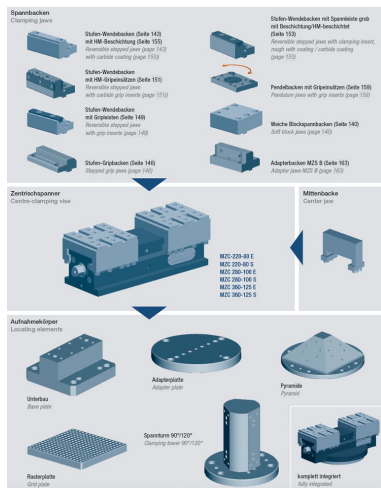 Spannbacken
Clamping jaws
Stufen-Wendebacken (Seite 143)
mit HM-Beschichtung (Seite 155)
Reversible stepped jaws (page 143)
with carbide coating (page 155))
Stufen-Wendebacken
mit HM-Gripeinsätzen (Seite 151)
Reversible stepped jaws
with carbide grip inserts (page 151))
Stufen-Wendebacken
mit Gripleisten (Seite 149)
Reversible stepped jaws
with grip inserts (page 149)
Stufen-Gripbacken (Seite 146)
Stepped grip jaws (page 146)
Stufen-Wendebacken mit Spannleiste grob
mit Beschichtung/HM-beschichtet
(Seite 153)
Reversible stepped jaws with clamping insert,
rough with coating / carbide coating
(page 153)
Pendelbacken mit Gripeinsätzen (Seite 159)
Pendulum jaws with grip inserts (page 159)
Weiche Blockspannbacken (Seite 140)
Soft block jaws (page 140)
Adapterbacken MZS B (Seite 163)
Adapter jaws MZS B (page 163)
Zentrischspanner
Centre-clamping vise
MZC-220-80 E
MZC 220-80 S
MZC 280-100 E
MZC 280-100 S
MZC 360-125 E
MZC 360-125 S
Mittenbacke
Center jaw
Aufnahmekörper
Locating elements
Unterbau
Base plate
Adapterplatte
Adapter plate
Pyramide
Pyramid
Rasterplatte
Grid plate
Spannturm 90°/120°
Clamping tower 90°/120°
komplett integriert
fully integrated